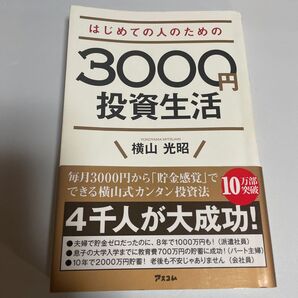 はじめての人のための
3000円
投資生活
YOKOYAMA MITSUAKI
横山 光昭
毎月3000円から「貯金感覚」で
できる横山式カンタン投資法
10万部
突破
4千人が大成功!
●夫婦で貯金ゼロだったのに、8年で1000万円も!(派遣社員)
●息子の大学入学までに教育費700万円の貯蓄に成功!(パート主婦)
●10年で2000万円貯蓄! 老後も不安じゃありません(会社員)
アスコム